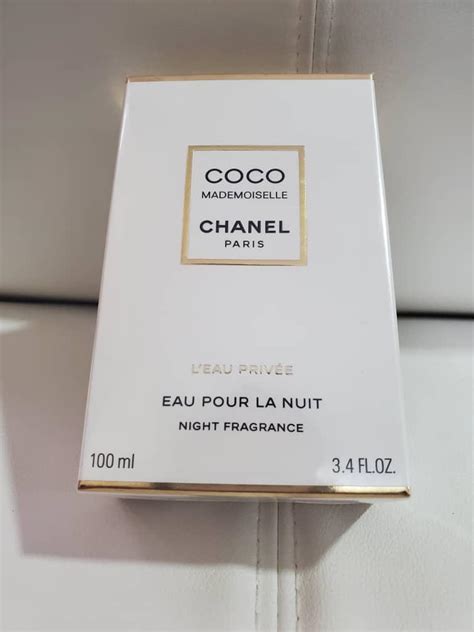 COCO
MADEMOISELLE
CHANEL
PARIS
L'EAU PRIVÉE
EAU POUR LA NUIT
NIGHT FRAGRANCE
100 ml
3.4 FL.OZ.